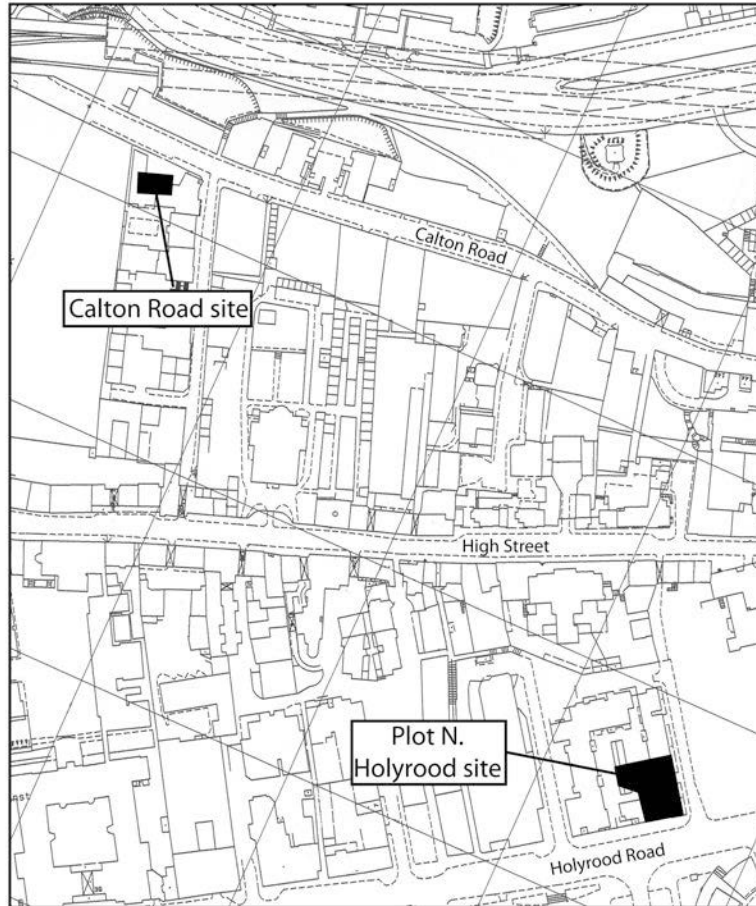 Calton Road
Calton Road site
High Street
Plot N.
Holyrood site
Holyrood Road